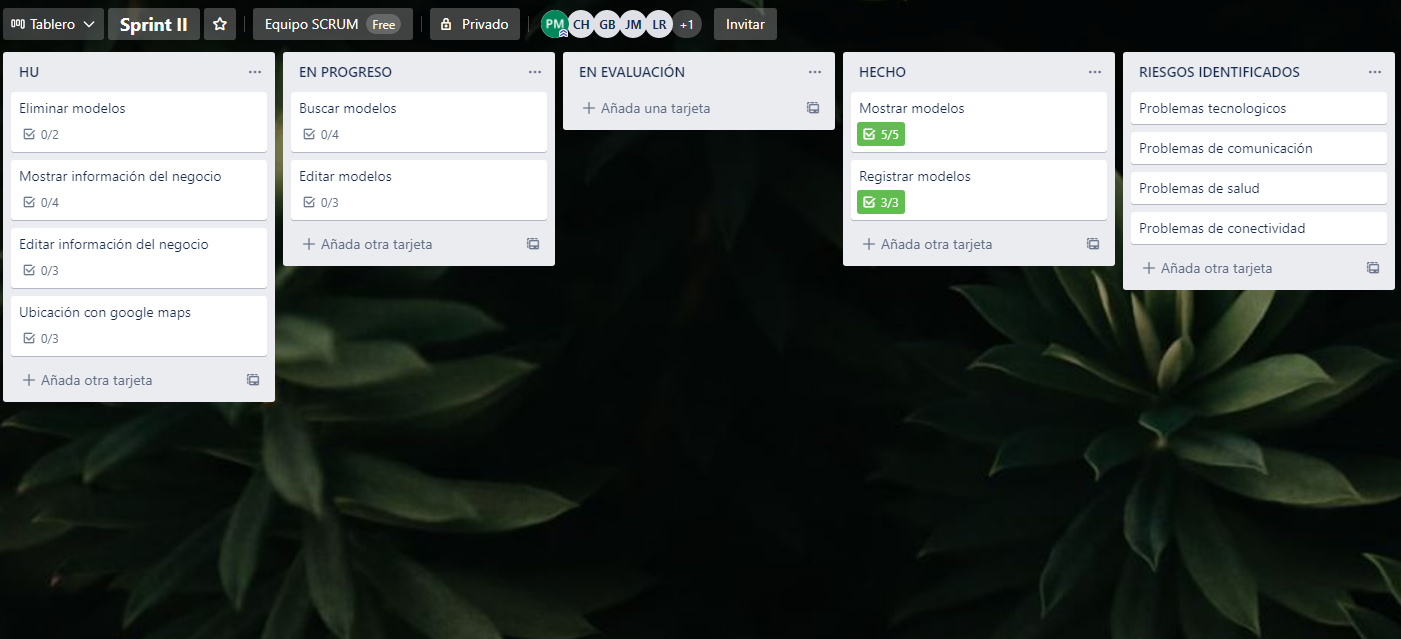 Tablero
Sprint II
Equipo SCRUM Free
Privado
PM CH GB JM LR +1
Invitar
HU
Eliminar modelos
0/2
Mostrar información del negocio
0/4
Editar información del negocio
0/3
Ubicación con google maps
0/3
+ Añada otra tarjeta
EN PROGRESO
Buscar modelos
0/4
Editar modelos
0/3
+ Añada otra tarjeta
EN EVALUACIÓN
+ Añada una tarjeta
HECHO
Mostrar modelos
5/5
Registrar modelos
3/3
+ Añada otra tarjeta
RIESGOS IDENTIFICADOS
Problemas tecnologicos
Problemas de comunicación
Problemas de salud
Problemas de conectividad
+ Añada otra tarjeta